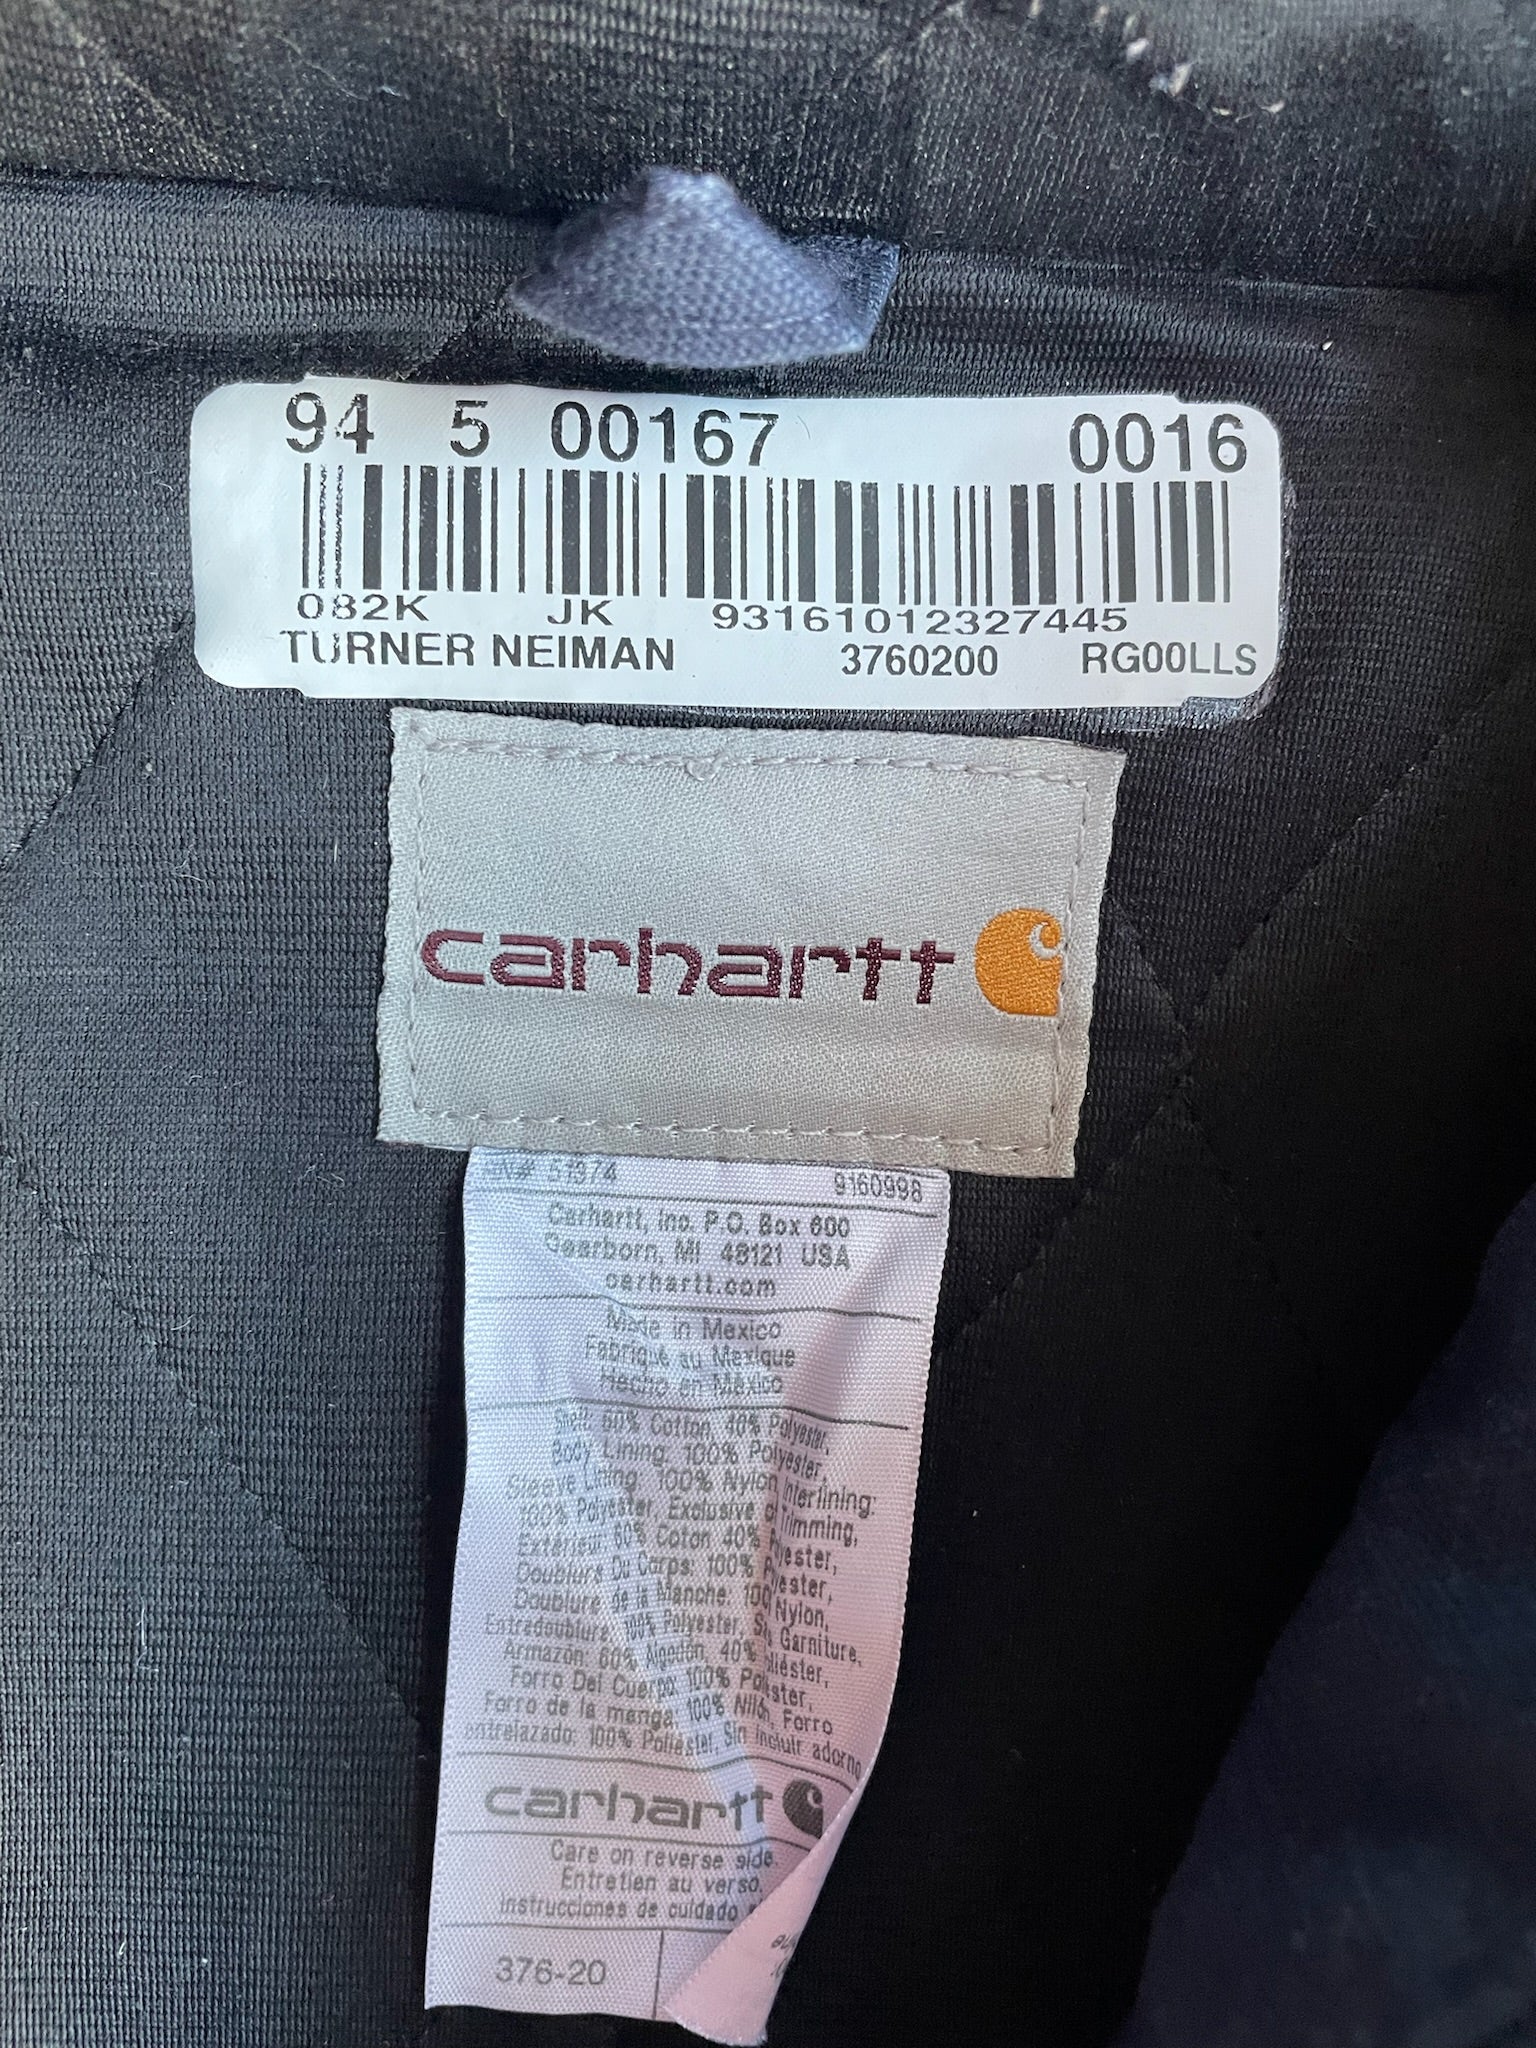 94 5 00167 0016
082K JK 93161012327445
TURNER NEIMAN 3760200 RG00LLS
carhartt
RN# 51974 9160998
Carhartt, Inc. P.O. Box 600
Dearborn, MI 48121 USA
carhartt.com
Made in Mexico
Fabriqué au Mexique
Hecho en México
Shell: 60% Cotton, 40% Polyester,
Body Lining: 100% Polyester,
Sleeve Lining: 100% Nylon, Interlining:
100% Polyester, Exclusive of Trimming,
Extérieur: 60% Coton 40% Polyester,
Doublure Du Corps: 100% Polyester,
Doublure de la Manche: 100% Nylon,
Entredoublure: 100% Polyester, Sans Garniture,
Armazón: 60% Algodón, 40% Poliéster,
Forro Del Cuerpo: 100% Poliéster,
Forro de la manga: 100% Nilón, Forro
entrelazado: 100% Poliéster, Sin incluir adorno
carhartt
Care on reverse side.
Entretien au verso.
Instrucciones de cuidado
376-20